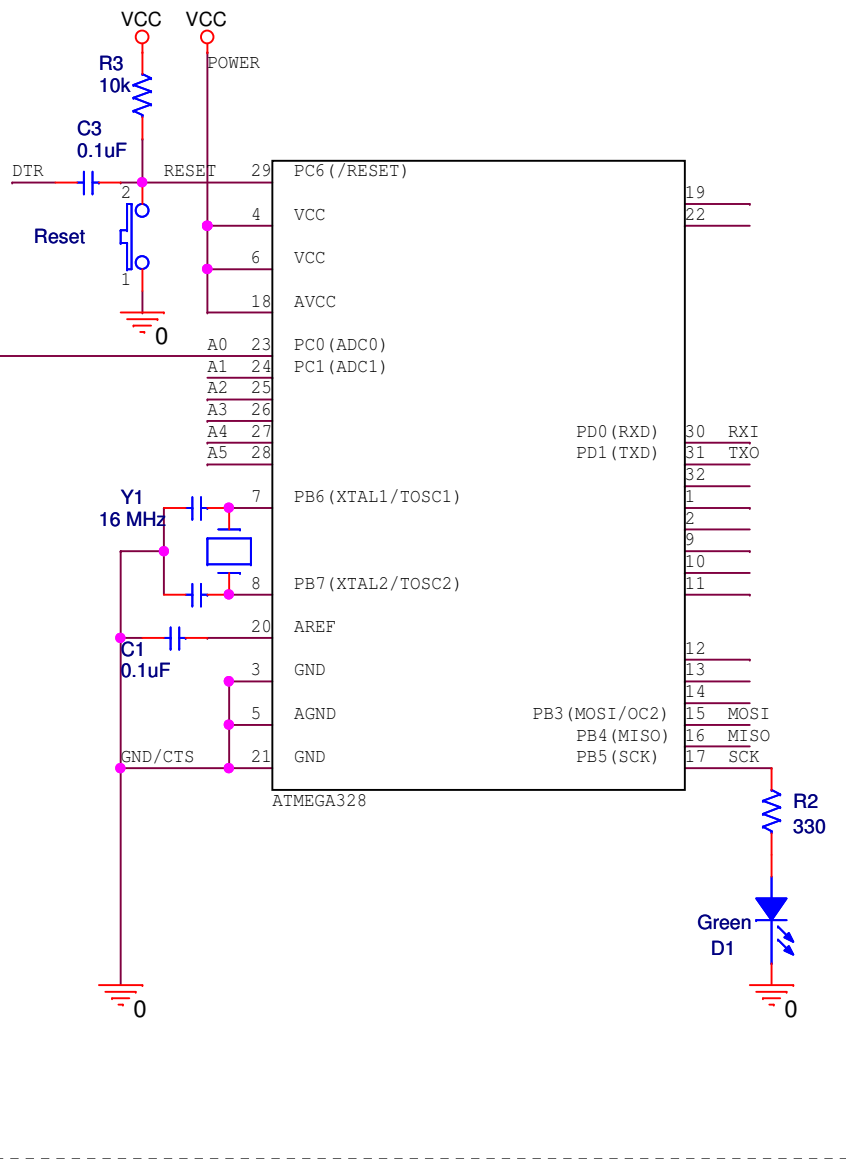 VCC VCC
POWER
R3
10k
C3
0.1uF
DTR RESET 29 PC6(/RESET)
2 19
4 VCC 22
Reset
6 VCC
1
18 AVCC
0
A0 23 PC0(ADC0)
A1 24 PC1(ADC1)
A2 25
A3 26
A4 27 PD0(RXD) 30 RXI
A5 28 PD1(TXD) 31 TXO
32
Y1 7 PB6(XTAL1/TOSC1) 1
16 MHz
2
9
10
8 PB7(XTAL2/TOSC2) 11
20 AREF
C1 12
0.1uF
3 GND 13
14
5 AGND PB3(MOSI/OC2) 15 MOSI
PB4(MISO) 16 MISO
GND/CTS 21 GND PB5(SCK) 17 SCK
ATMEGA328
R2
330
Green
D1
0 0